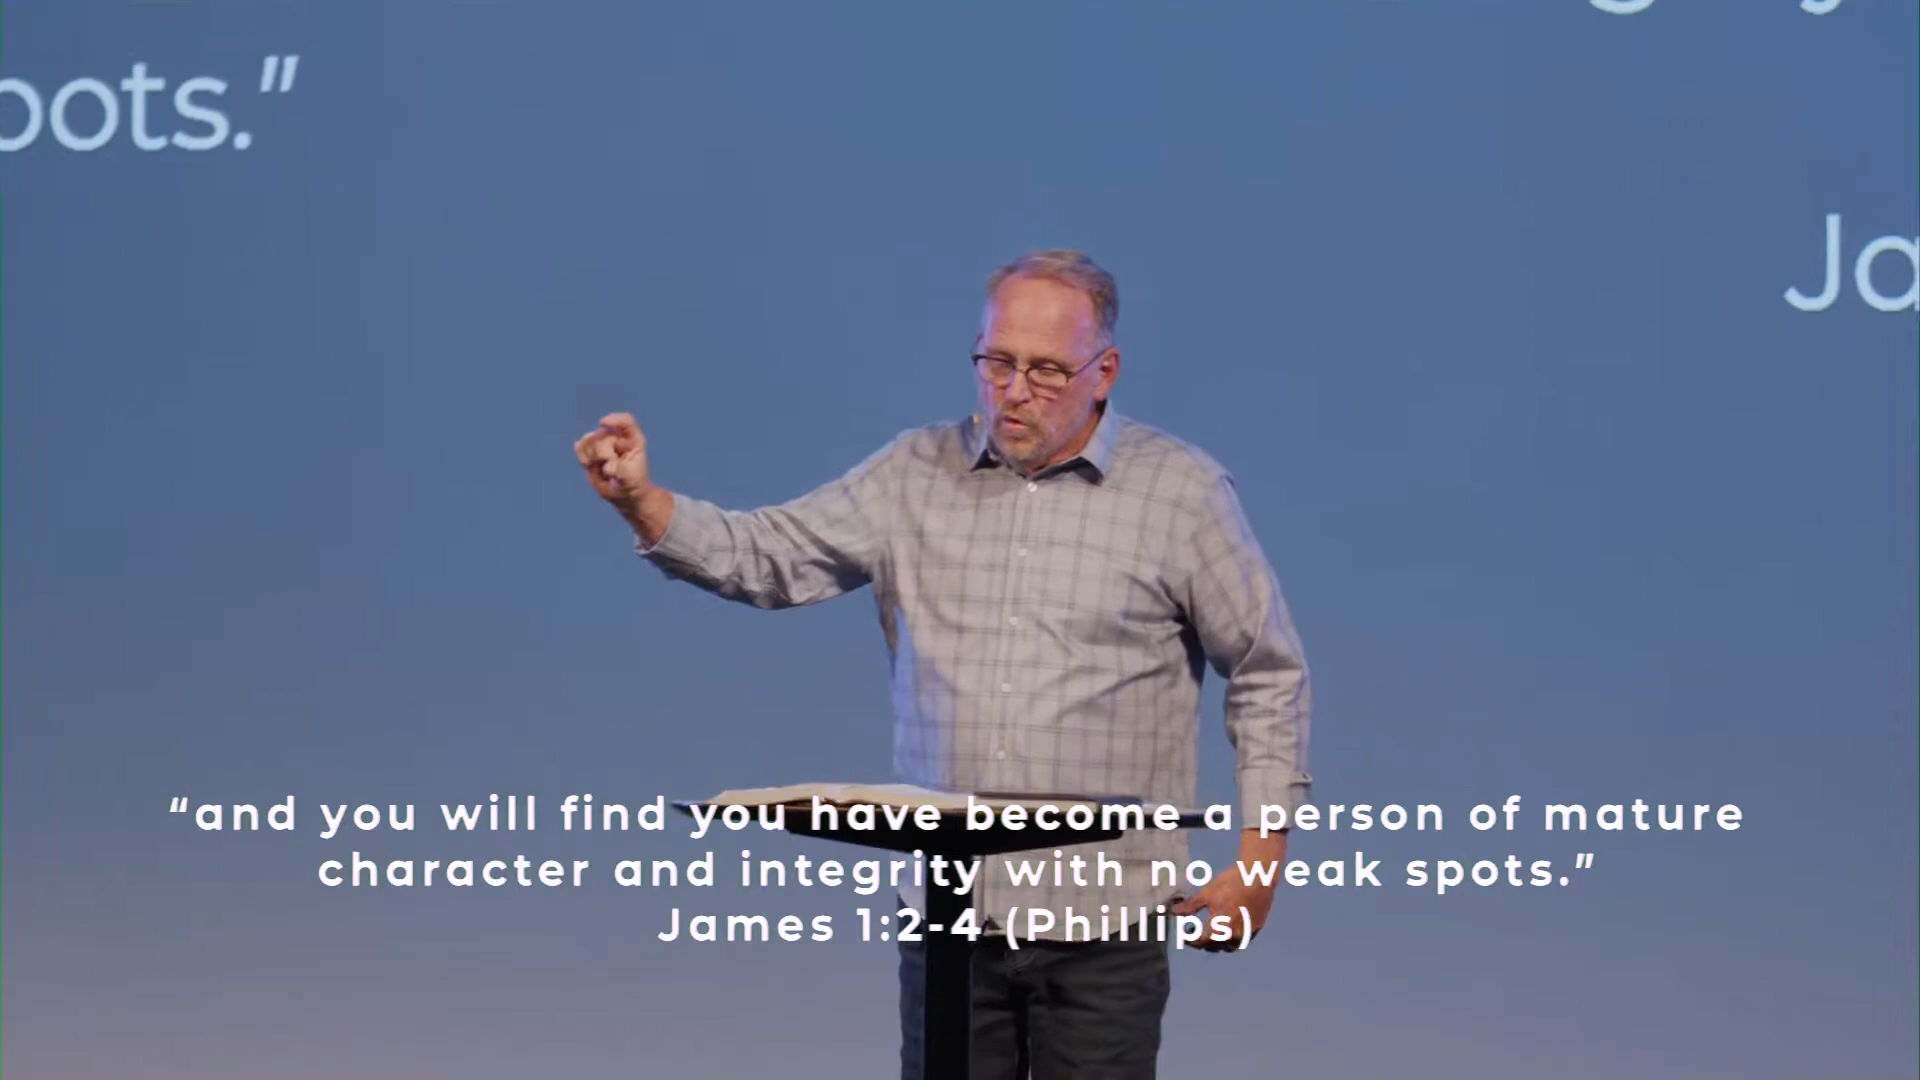 pots.”
Ja
“and you will find you have become a person of mature
character and integrity with no weak spots.”
James 1:2-4 (Phillips)